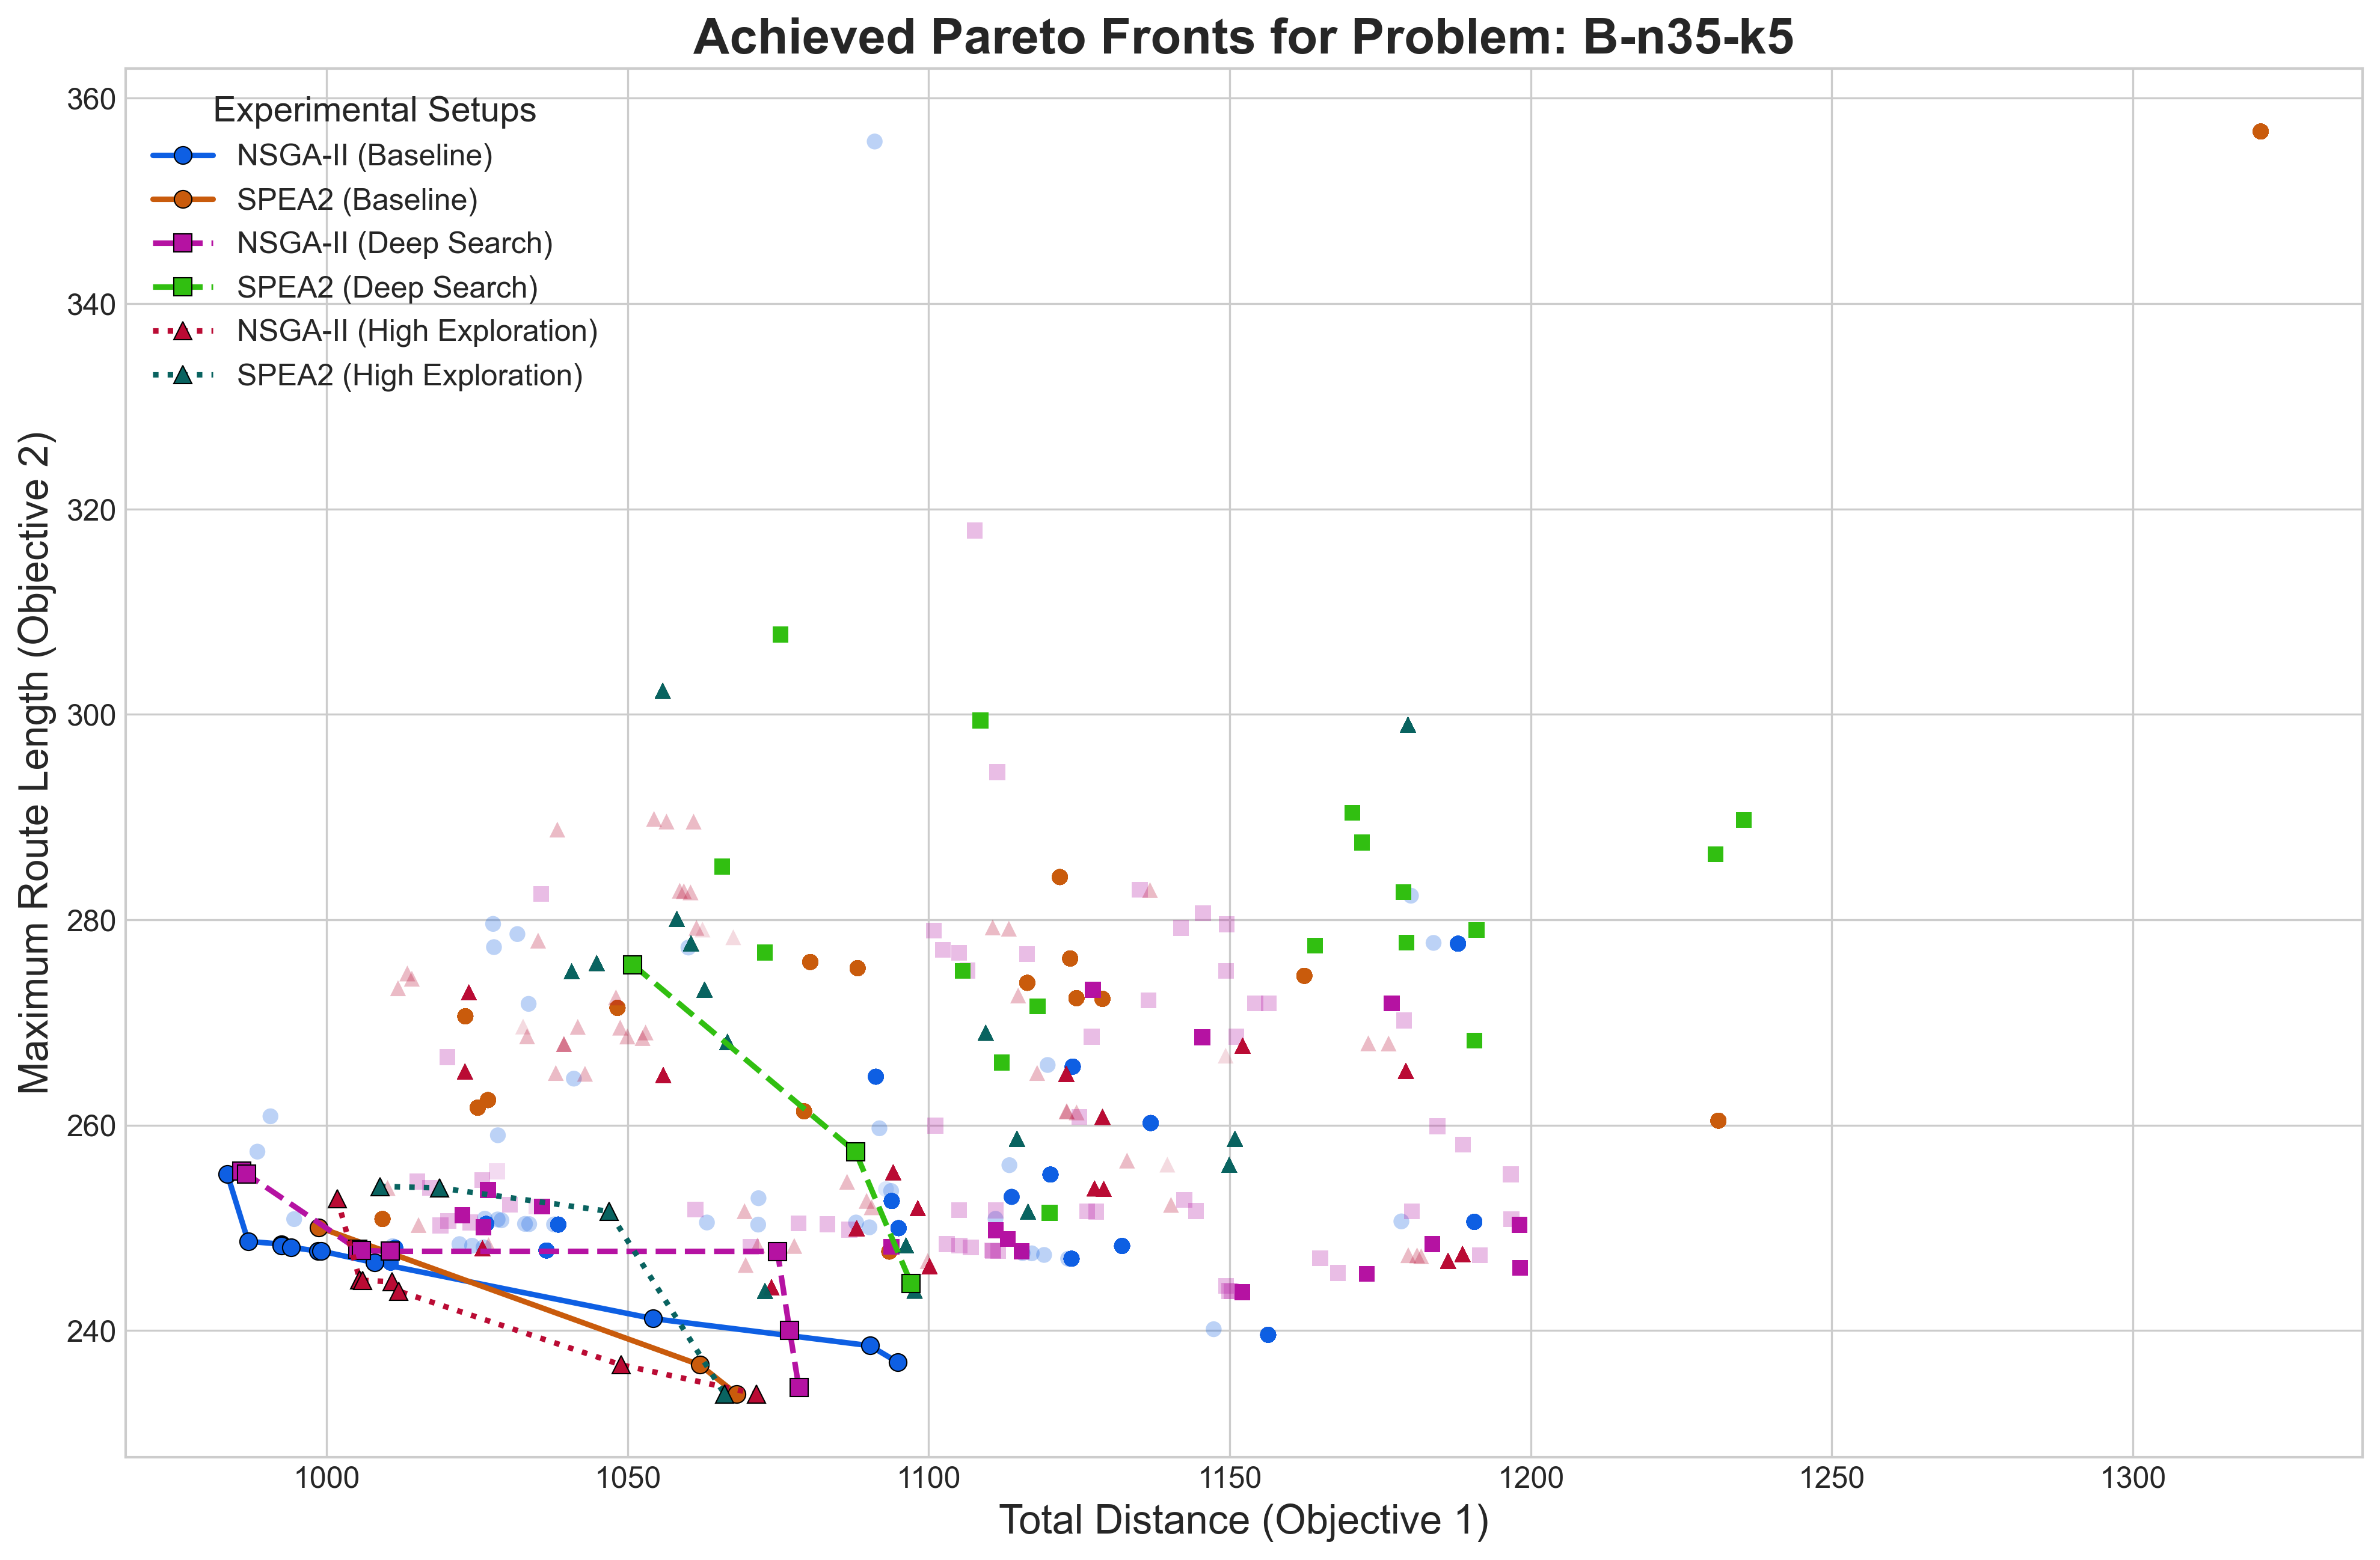 Achieved Pareto Fronts for Problem: B-n35-k5
Experimental Setups
NSGA-II (Baseline)
SPEA2 (Baseline)
NSGA-II (Deep Search)
SPEA2 (Deep Search)
NSGA-II (High Exploration)
SPEA2 (High Exploration)
Maximum Route Length (Objective 2)
360
340
320
300
280
260
240
1000 1050 1100 1150 1200 1250 1300
Total Distance (Objective 1)